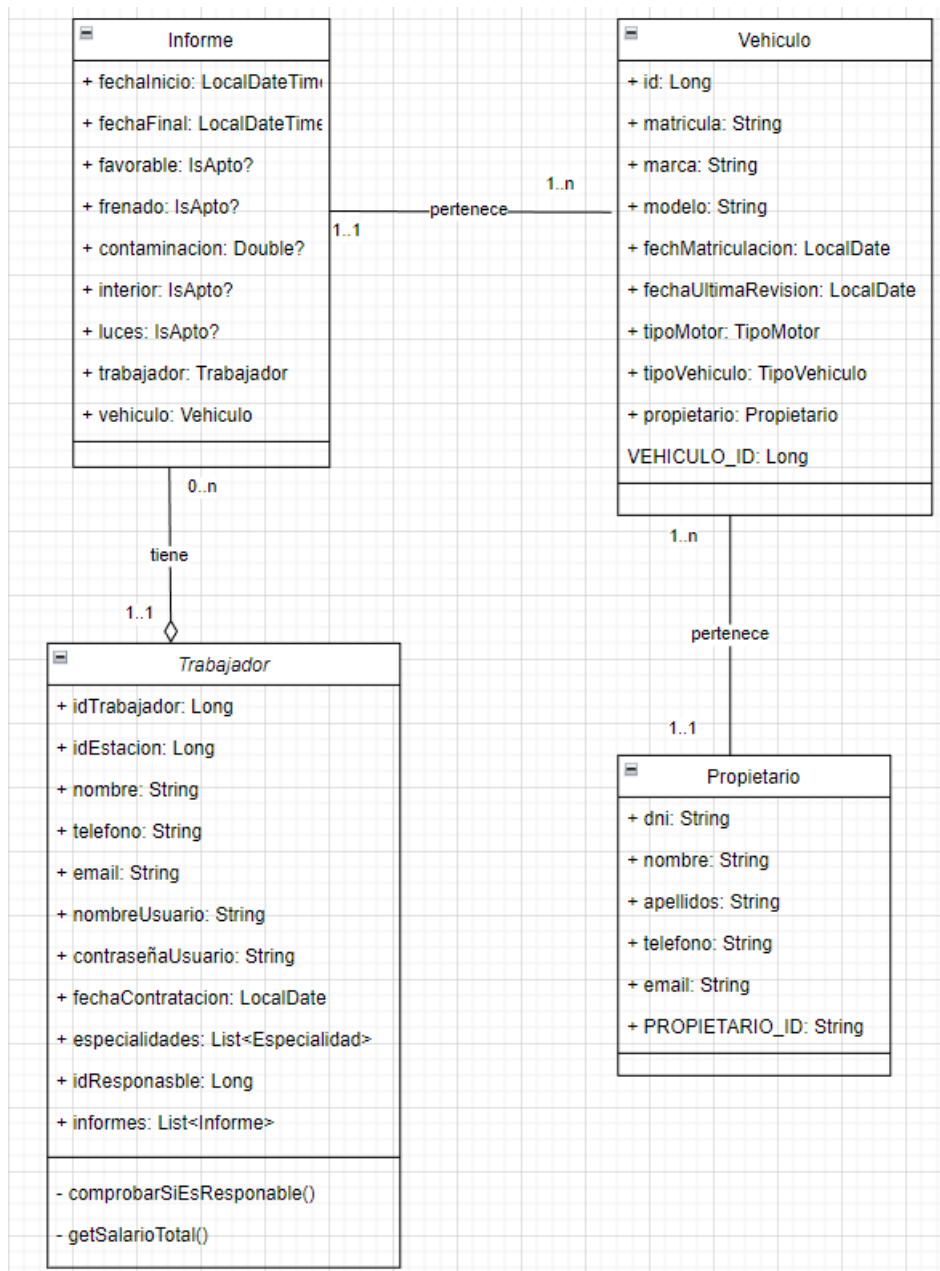 Informe
+ fechaInicio: LocalDateTim
+ fechaFinal: LocalDateTime
+ favorable: IsApto?
+ frenado: IsApto?
+ contaminacion: Double?
+ interior: IsApto?
+ luces: IsApto?
+ trabajador: Trabajador
+ vehiculo: Vehiculo
1..1
pertenece
1..n
Vehiculo
+ id: Long
+ matricula: String
+ marca: String
+ modelo: String
+ fechMatriculacion: LocalDate
+ fechaUltimaRevision: LocalDate
+ tipoMotor: TipoMotor
+ tipoVehiculo: TipoVehiculo
+ propietario: Propietario
VEHICULO_ID: Long
0..n
tiene
1..1
1..n
pertenece
1..1
Trabajador
+ idTrabajador: Long
+ idEstacion: Long
+ nombre: String
+ telefono: String
+ email: String
+ nombreUsuario: String
+ contraseñaUsuario: String
+ fechaContratacion: LocalDate
+ especialidades: List<Especialidad>
+ idResponasble: Long
+ informes: List<Informe>
- comprobarSiEsResponable()
- getSalarioTotal()
Propietario
+ dni: String
+ nombre: String
+ apellidos: String
+ telefono: String
+ email: String
+ PROPIETARIO_ID: String